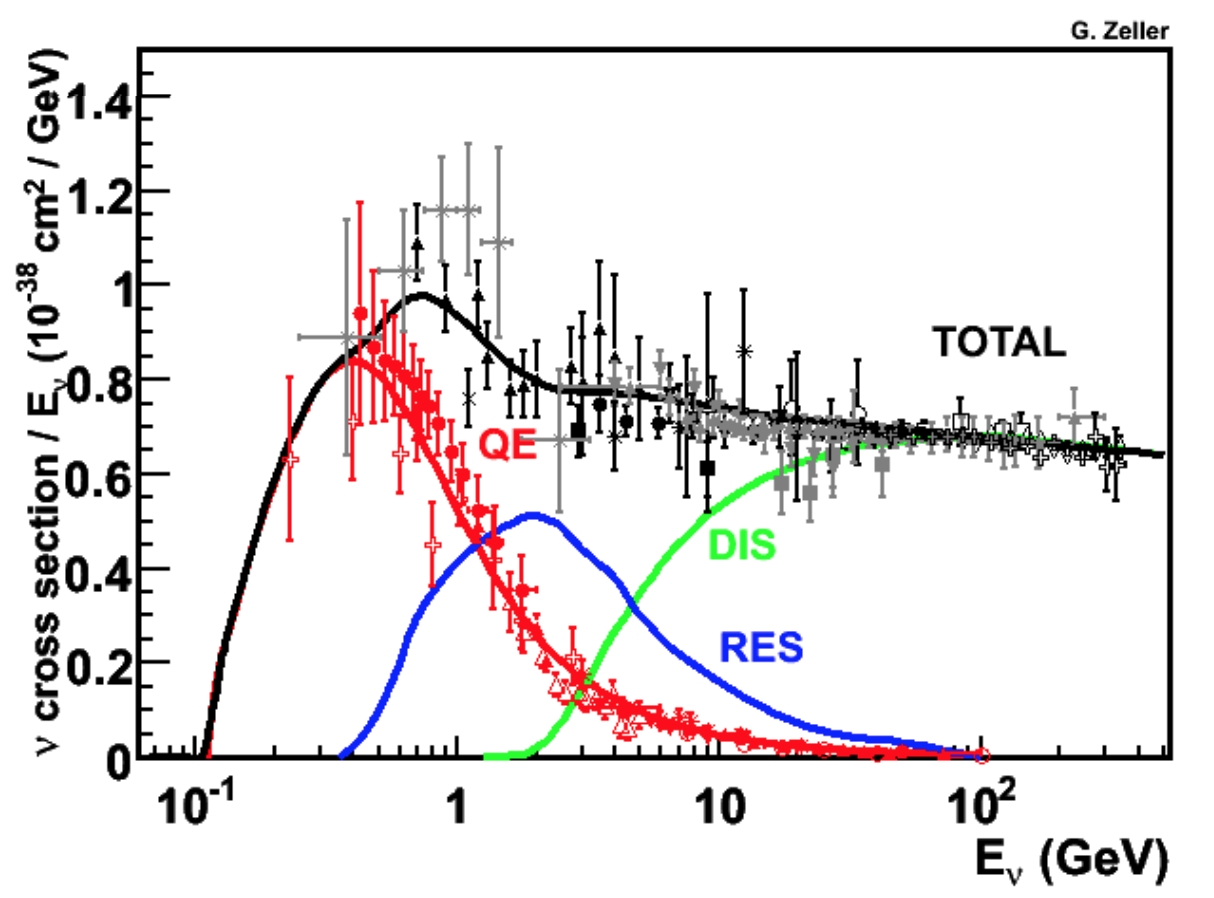 G. Zeller
ν cross section / E_ν (10^-38 cm^2 / GeV)
1.4
1.2
1
0.8
0.6
0.4
0.2
0
TOTAL
QE
DIS
RES
10^-1
1
10
10^2
E_ν (GeV)